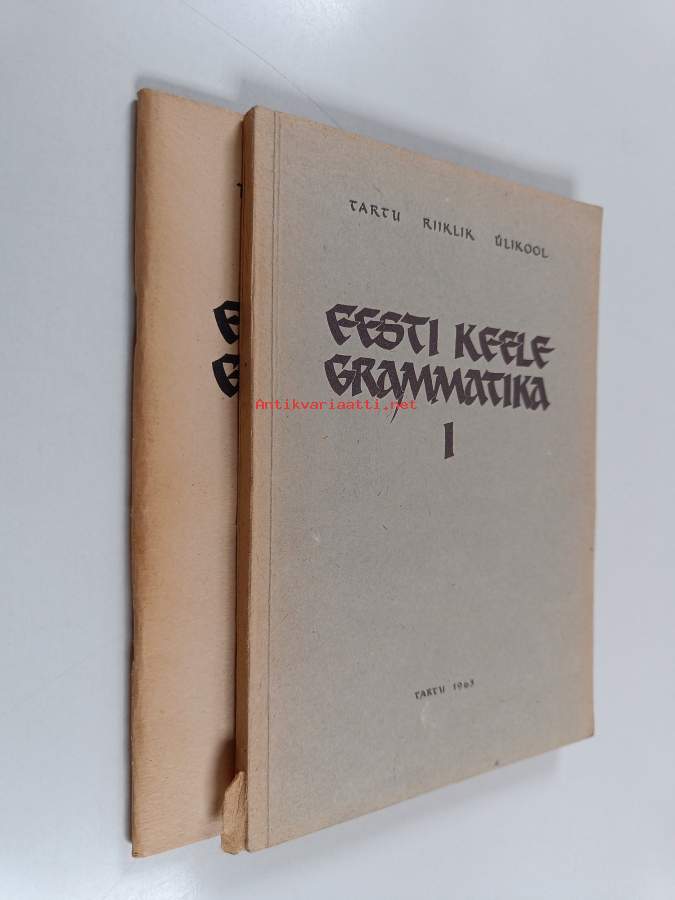 TARTU RIIKLIK ÜLIKOOL
EESTI KEELE
GRAMMATIKA
Antikvariaatti.net
I
TARTU 1963
E
G